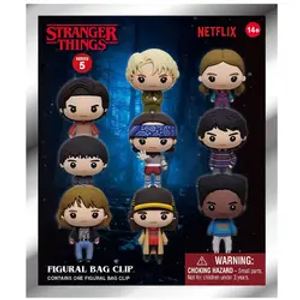 STRANGER
THINGS
NETFLIX
14+
SERIES
5
WARNING:
CHOKING HAZARD — Small parts.
Not for children under 3 years.
FIGURAL BAG CLIP
CONTAINS ONE FIGURAL BAG CLIP